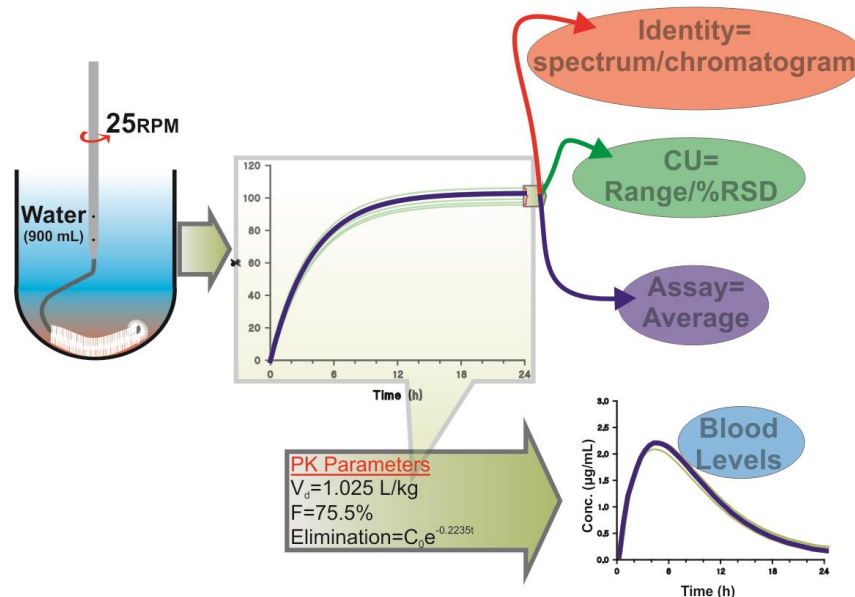 25RPM
Water
(900 mL)
120
100
80
60
40
20
0
%
0 6 12 18 24
Time (h)
Identity=
spectrum/chromatogram
CU=
Range/%RSD
Assay=
Average
PK Parameters
Vd=1.025 L/kg
F=75.5%
Elimination=C0e-0.2235t
Blood
Levels
3.0
2.5
2.0
1.5
1.0
0.5
0.0
Conc. (µg/mL)
0 6 12 18 24
Time (h)